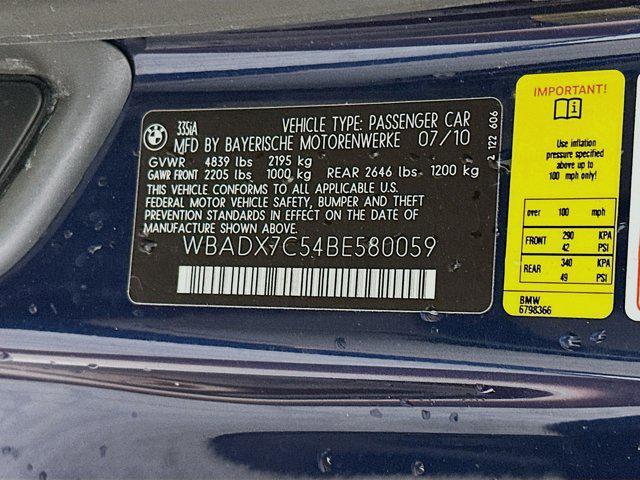 BMW
335iA
VEHICLE TYPE: PASSENGER CAR
MFD BY BAYERISCHE MOTORENWERKE 07/10
GVWR 4839 lbs 2195 kg
GAWR FRONT 2205 lbs 1000 kg REAR 2646 lbs 1200 kg
THIS VEHICLE CONFORMS TO ALL APPLICABLE U.S.
FEDERAL MOTOR VEHICLE SAFETY, BUMPER AND THEFT
PREVENTION STANDARDS IN EFFECT ON THE DATE OF
MANUFACTURE SHOWN ABOVE.
WBADX7C54BE580059
2 122 606
IMPORTANT!
Use inflation
pressure specified
above up to
100 mph only!
over 100 mph
FRONT 290 KPA
42 PSI
REAR 340 KPA
49 PSI
BMW
6798366